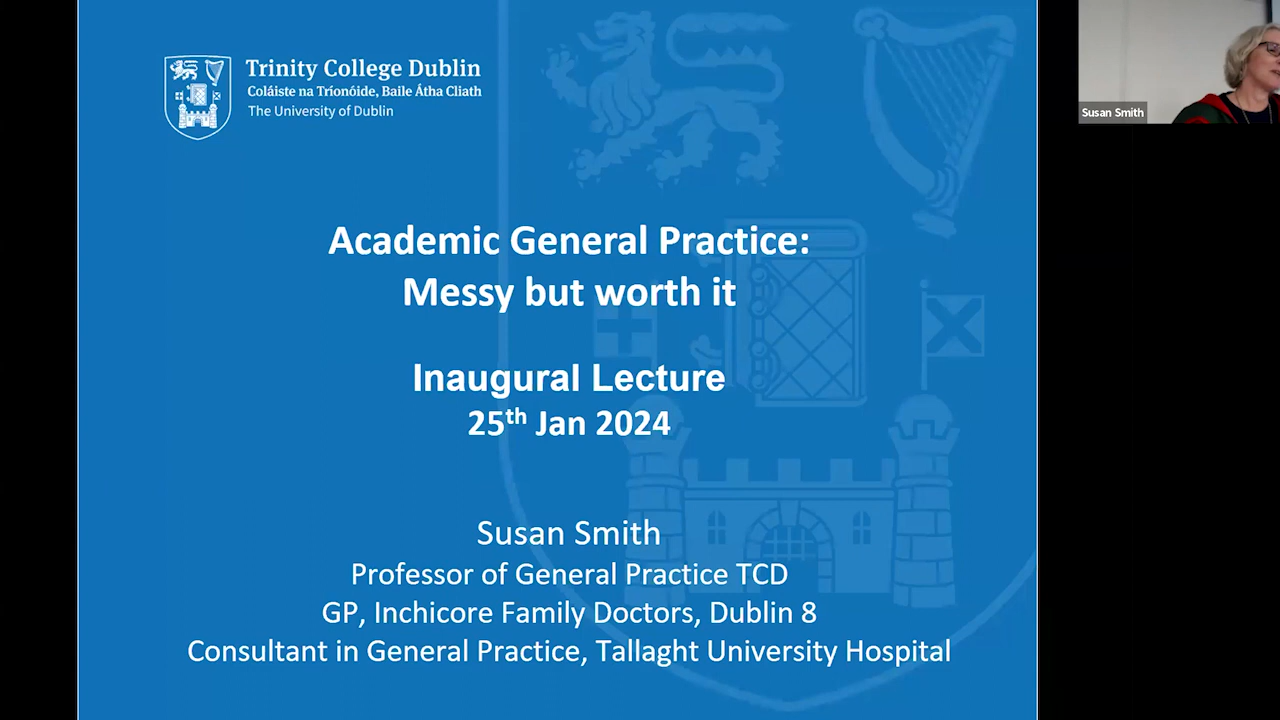 Trinity College Dublin
Coláiste na Tríonóide, Baile Átha Cliath
The University of Dublin
Susan Smith
Academic General Practice:
Messy but worth it
Inaugural Lecture
25th Jan 2024
Susan Smith
Professor of General Practice TCD
GP, Inchicore Family Doctors, Dublin 8
Consultant in General Practice, Tallaght University Hospital